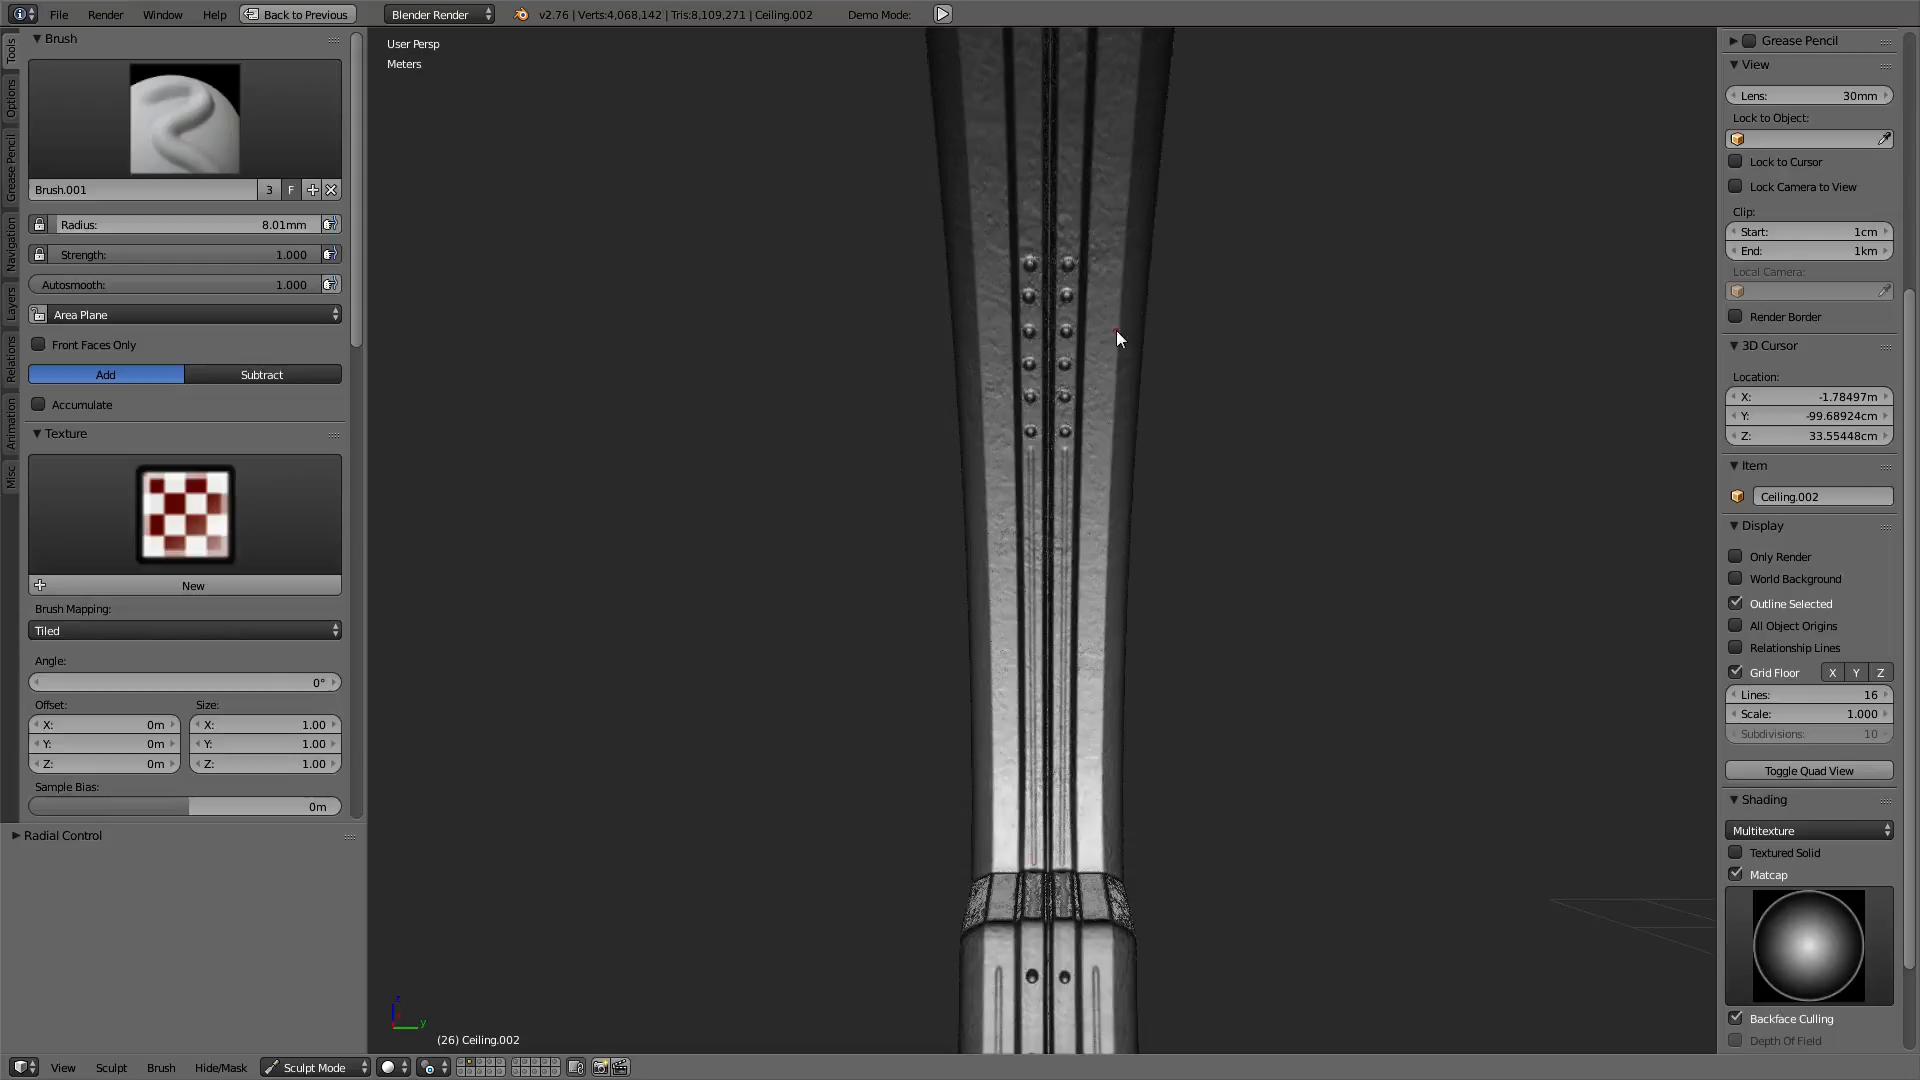 File Render Window Help Back to Previous Blender Render v2.76 | Verts:4,068,142 | Tris:8,109,271 | Ceiling.002 Demo Mode:
Tools
Options
Grease Pencil
Navigation
Layers
Relations
Animation
Misc
Brush
Brush.001 3 F
Radius: 8.01mm
Strength: 1.000
Autosmooth: 1.000
Area Plane
Front Faces Only
Add Subtract
Accumulate
Texture
New
Brush Mapping:
Tiled
Angle:
0°
Offset: Size:
X: 0m X: 1.00
Y: 0m Y: 1.00
Z: 0m Z: 1.00
Sample Bias:
0m
Radial Control
User Persp
Meters
z
y
(26) Ceiling.002
Grease Pencil
View
Lens: 30mm
Lock to Object:
Lock to Cursor
Lock Camera to View
Clip:
Start: 1cm
End: 1km
Local Camera:
Render Border
3D Cursor
Location:
X: -1.78497m
Y: -99.68924cm
Z: 33.55448cm
Item
Ceiling.002
Display
Only Render
World Background
Outline Selected
All Object Origins
Relationship Lines
Grid Floor X Y Z
Lines: 16
Scale: 1.000
Subdivisions: 10
Toggle Quad View
Shading
Multitexture
Textured Solid
Matcap
Backface Culling
Depth Of Field
View Sculpt Brush Hide/Mask Sculpt Mode